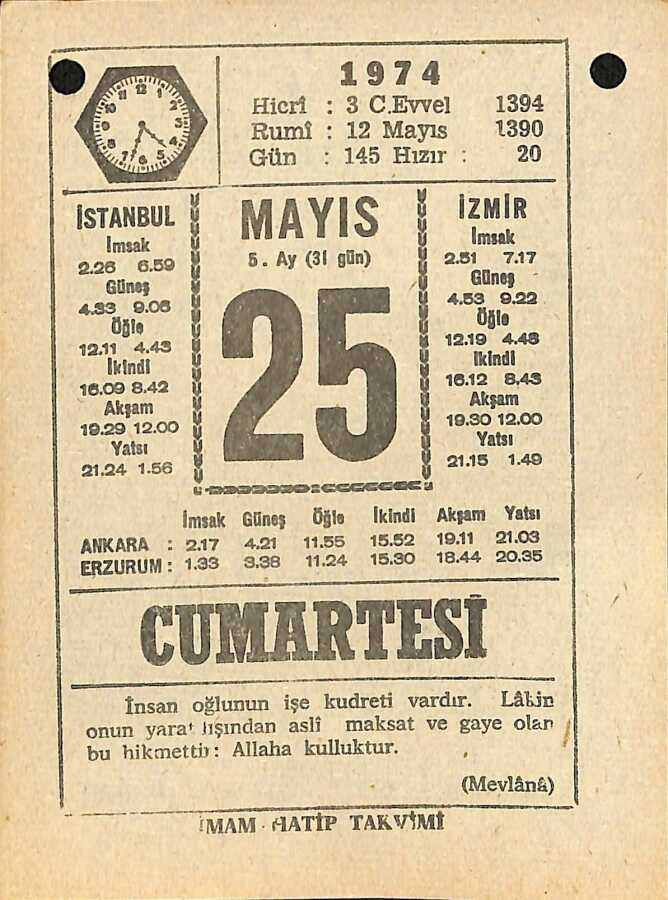 1974
Hicrî : 3 C.Evvel 1394
Rumî : 12 Mayıs 1390
Gün : 145 Hızır : 20
İSTANBUL
İmsak
2.26 6.59
Güneş
4.33 9.06
Öğle
12.11 4.43
İkindi
16.09 8.42
Akşam
19.29 12.00
Yatsı
21.24 1.56
MAYIS
5. Ay (31 gün)
25
İZMİR
İmsak
2.51 7.17
Güneş
4.53 9.22
Öğle
12.19 4.48
İkindi
16.12 8.43
Akşam
19.30 12.00
Yatsı
21.15 1.49
İmsak Güneş Öğle İkindi Akşam Yatsı
ANKARA : 2.17 4.21 11.55 15.52 19.11 21.03
ERZURUM : 1.33 3.38 11.24 15.30 18.44 20.35
CUMARTESİ
İnsan oğlunun işe kudreti vardır. Lâkin
onun yaratılışından aslî maksat ve gaye olan
bu hikmettir: Allaha kulluktur.
(Mevlânâ)
İMAM HATİP TAKVİMİ